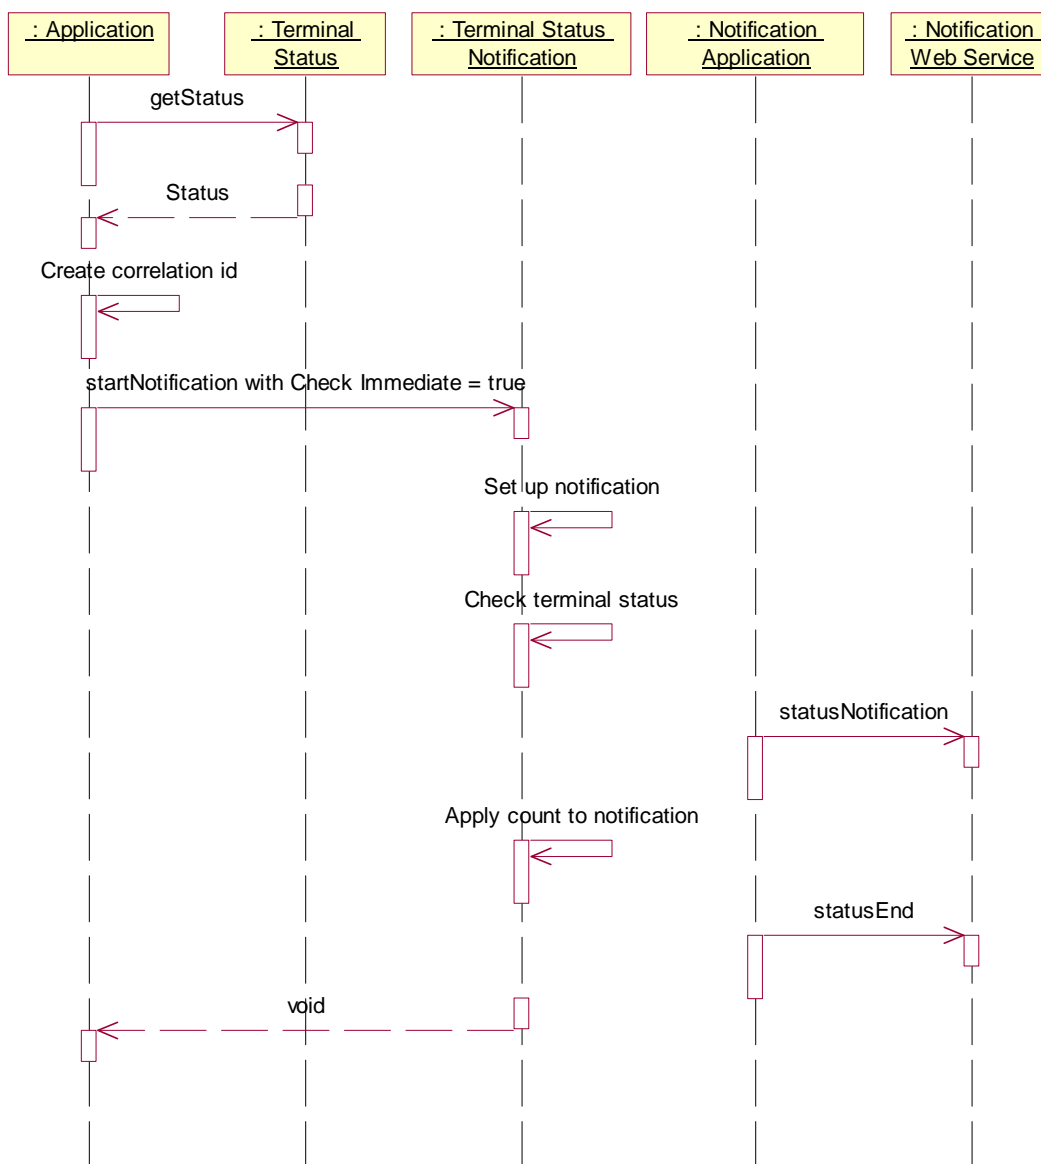 : Application
: Terminal
Status
: Terminal Status
Notification
: Notification
Application
: Notification
Web Service
getStatus
Status
Create correlation id
startNotification with Check Immediate = true
Set up notification
Check terminal status
statusNotification
Apply count to notification
statusEnd
void